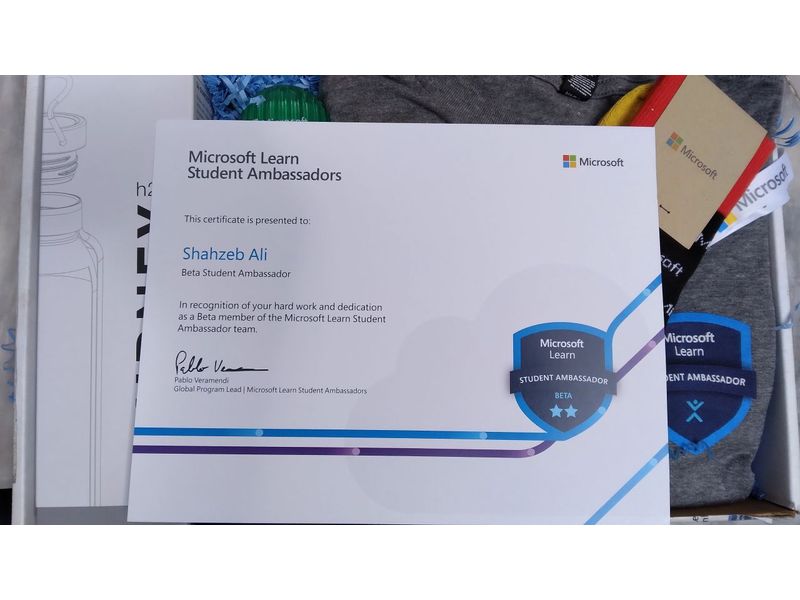 Microsoft Learn
Student Ambassadors
Microsoft
This certificate is presented to:
Shahzeb Ali
Beta Student Ambassador
In recognition of your hard work and dedication
as a Beta member of the Microsoft Learn Student
Ambassador team.
Pablo Veramendi
Global Program Lead | Microsoft Learn Student Ambassadors
Microsoft
Learn
STUDENT AMBASSADOR
BETA
Microsoft
Microsoft
Microsoft
Learn
AMBASSADOR